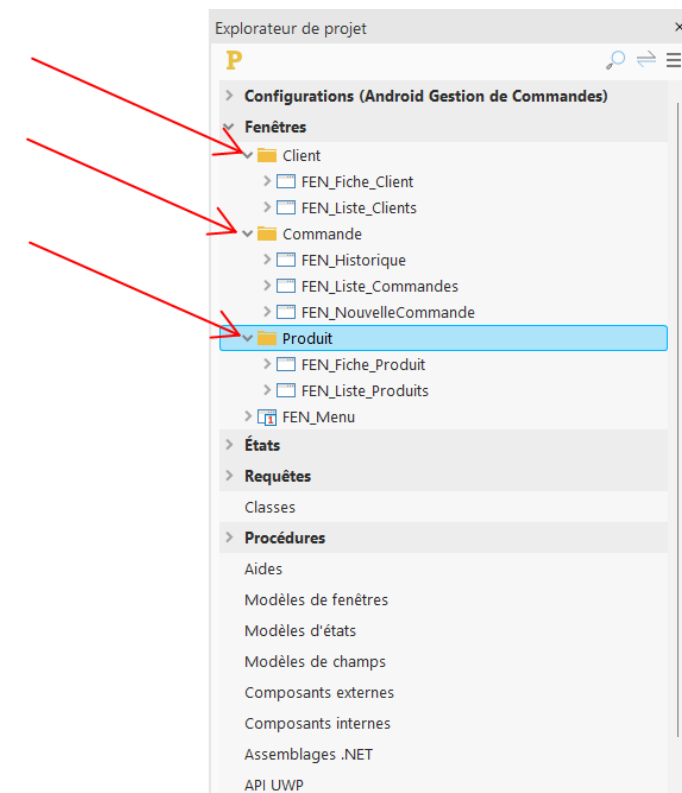 Explorateur de projet
Configurations (Android Gestion de Commandes)
Fenêtres
Client
FEN_Fiche_Client
FEN_Liste_Clients
Commande
FEN_Historique
FEN_Liste_Commandes
FEN_NouvelleCommande
Produit
FEN_Fiche_Produit
FEN_Liste_Produits
FEN_Menu
États
Requêtes
Classes
Procédures
Aides
Modèles de fenêtres
Modèles d'états
Modèles de champs
Composants externes
Composants internes
Assemblages .NET
API UWP